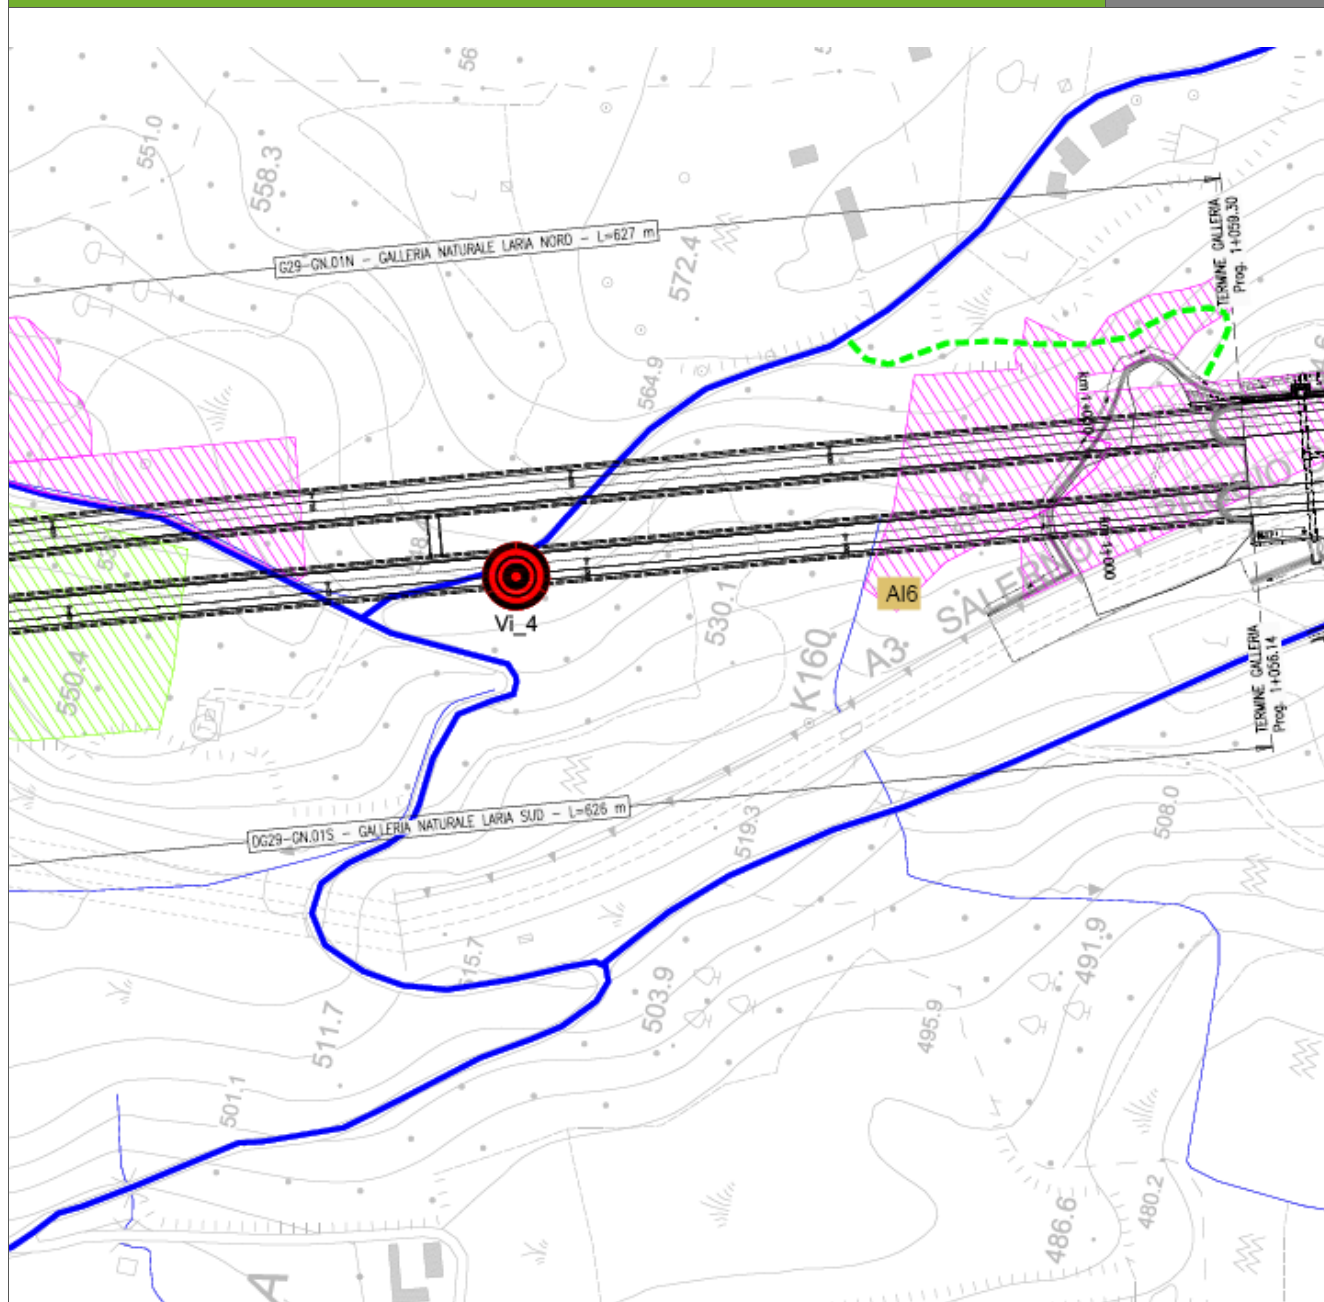 551.0
558.3
G29-GN.01N - GALLERIA NATURALE LARIA NORD - L=627 m
572.4
TERMINE GALLERIA
Prog. 1+059.30
564.9
Vi_4
530.1
AI6
A3
SALERNO
K160
550.4
TERMINE GALLERIA
Prog. 1+056.14
DG29-GN.01S - GALLERIA NATURALE LARIA SUD - L=626 m
519.3
508.0
515.7
503.9
491.9
495.9
511.7
501.1
486.6
480.2
A